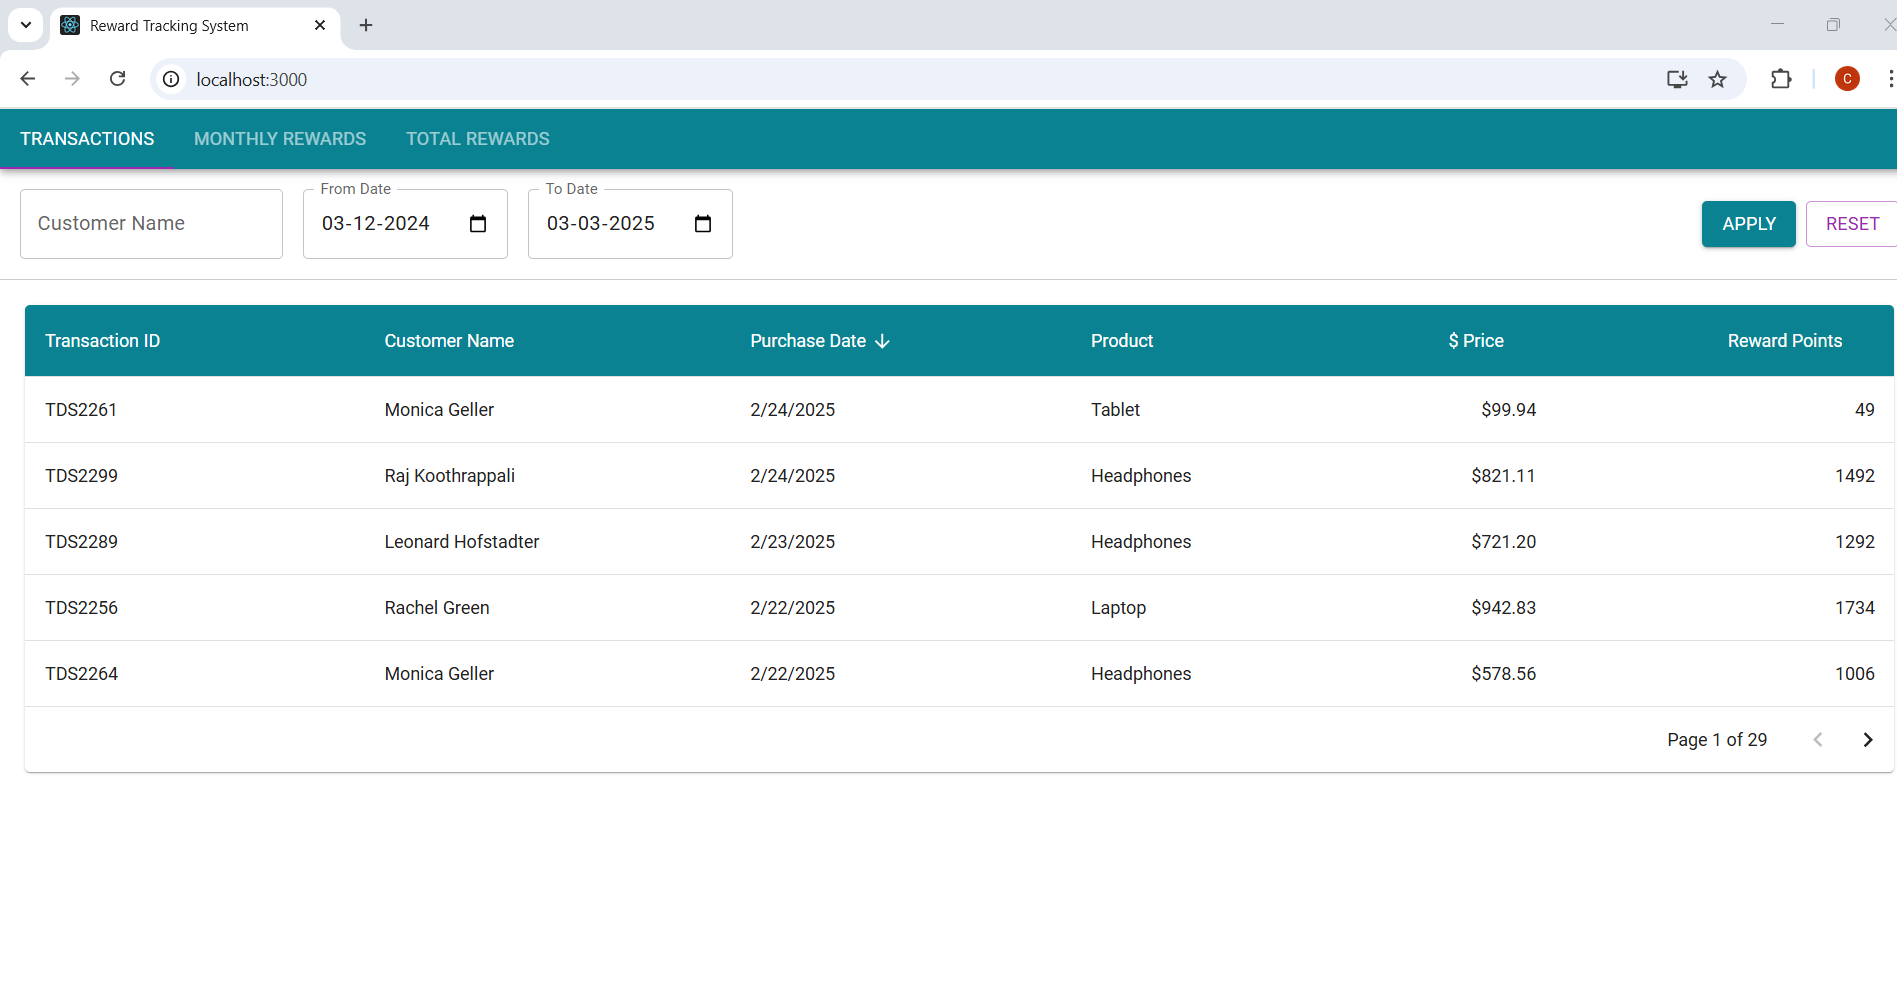 Reward Tracking System
localhost:3000
C
TRANSACTIONS MONTHLY REWARDS TOTAL REWARDS
Customer Name
From Date
03-12-2024
To Date
03-03-2025
APPLY RESET
Transaction ID Customer Name Purchase Date Product $ Price Reward Points
TDS2261 Monica Geller 2/24/2025 Tablet $99.94 49
TDS2299 Raj Koothrappali 2/24/2025 Headphones $821.11 1492
TDS2289 Leonard Hofstadter 2/23/2025 Headphones $721.20 1292
TDS2256 Rachel Green 2/22/2025 Laptop $942.83 1734
TDS2264 Monica Geller 2/22/2025 Headphones $578.56 1006
Page 1 of 29